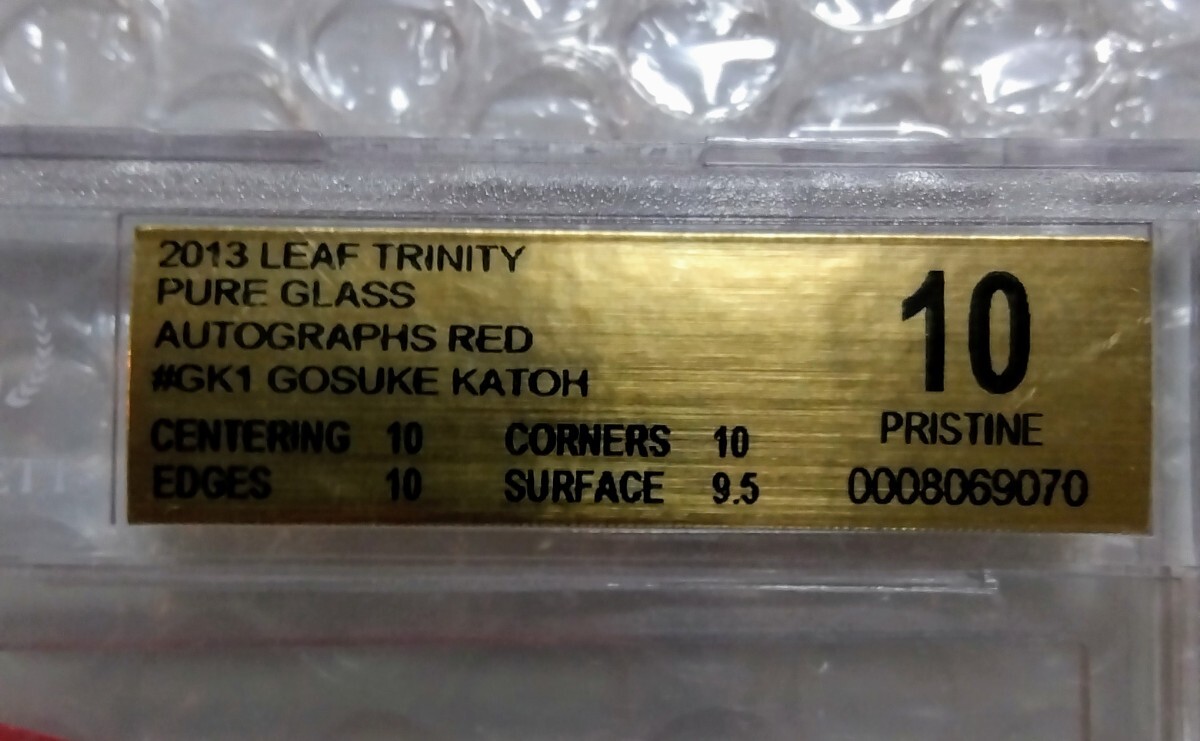 2013 LEAF TRINITY
PURE GLASS
AUTOGRAPHS RED
#GK1 GOSUKE KATOH
CENTERING 10 CORNERS 10
EDGES 10 SURFACE 9.5
10
PRISTINE
0008069070